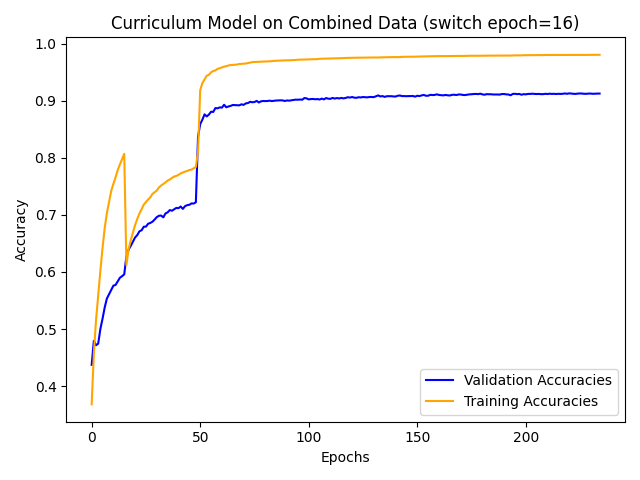 Curriculum Model on Combined Data (switch epoch=16)
1.0
0.9
0.8
0.7
0.6
0.5
0.4
Accuracy
0 50 100 150 200
Epochs
Validation Accuracies
Training Accuracies